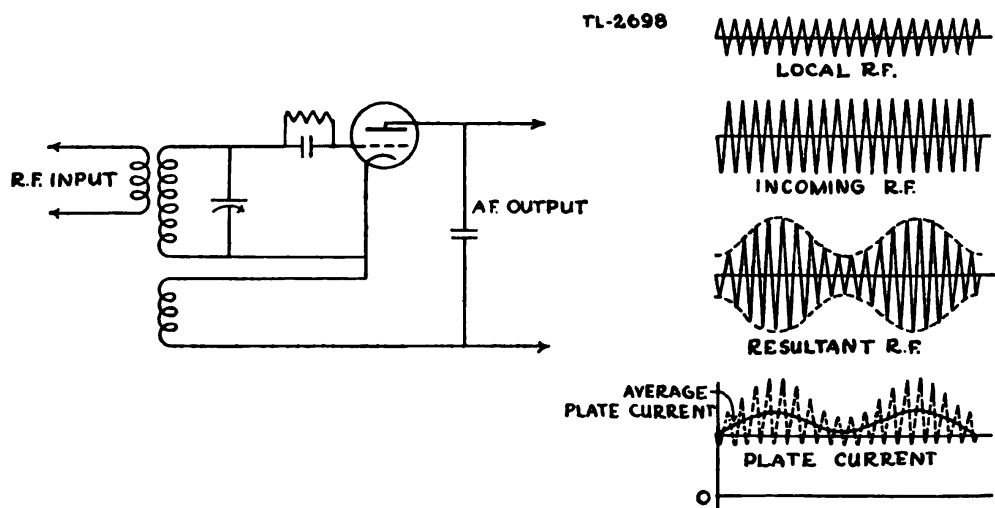 TL-2698
LOCAL R.F.
R.F. INPUT
A.F. OUTPUT
INCOMING R.F.
RESULTANT R.F.
AVERAGE
PLATE CURRENT
PLATE CURRENT
O